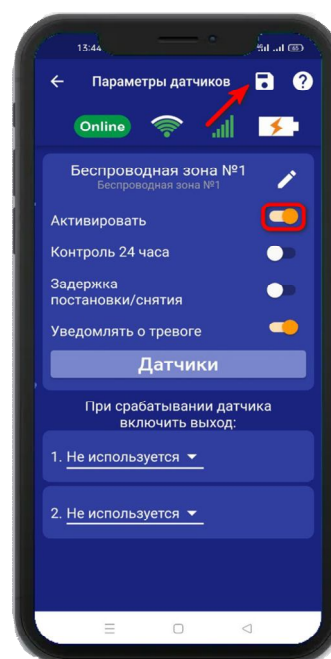 13:44
Параметры датчиков
Online
Беспроводная зона №1
Беспроводная зона №1
Активировать
Контроль 24 часа
Задержка
постановки/снятия
Уведомлять о тревоге
Датчики
При срабатывании датчика
включить выход:
1. Не используется
2. Не используется